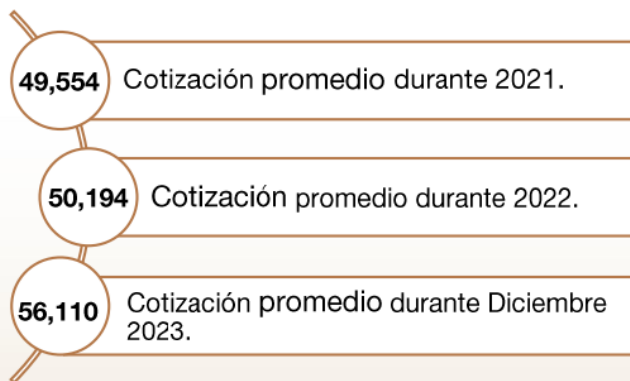 49,554 Cotización promedio durante 2021.
50,194 Cotización promedio durante 2022.
56,110 Cotización promedio durante Diciembre
2023.